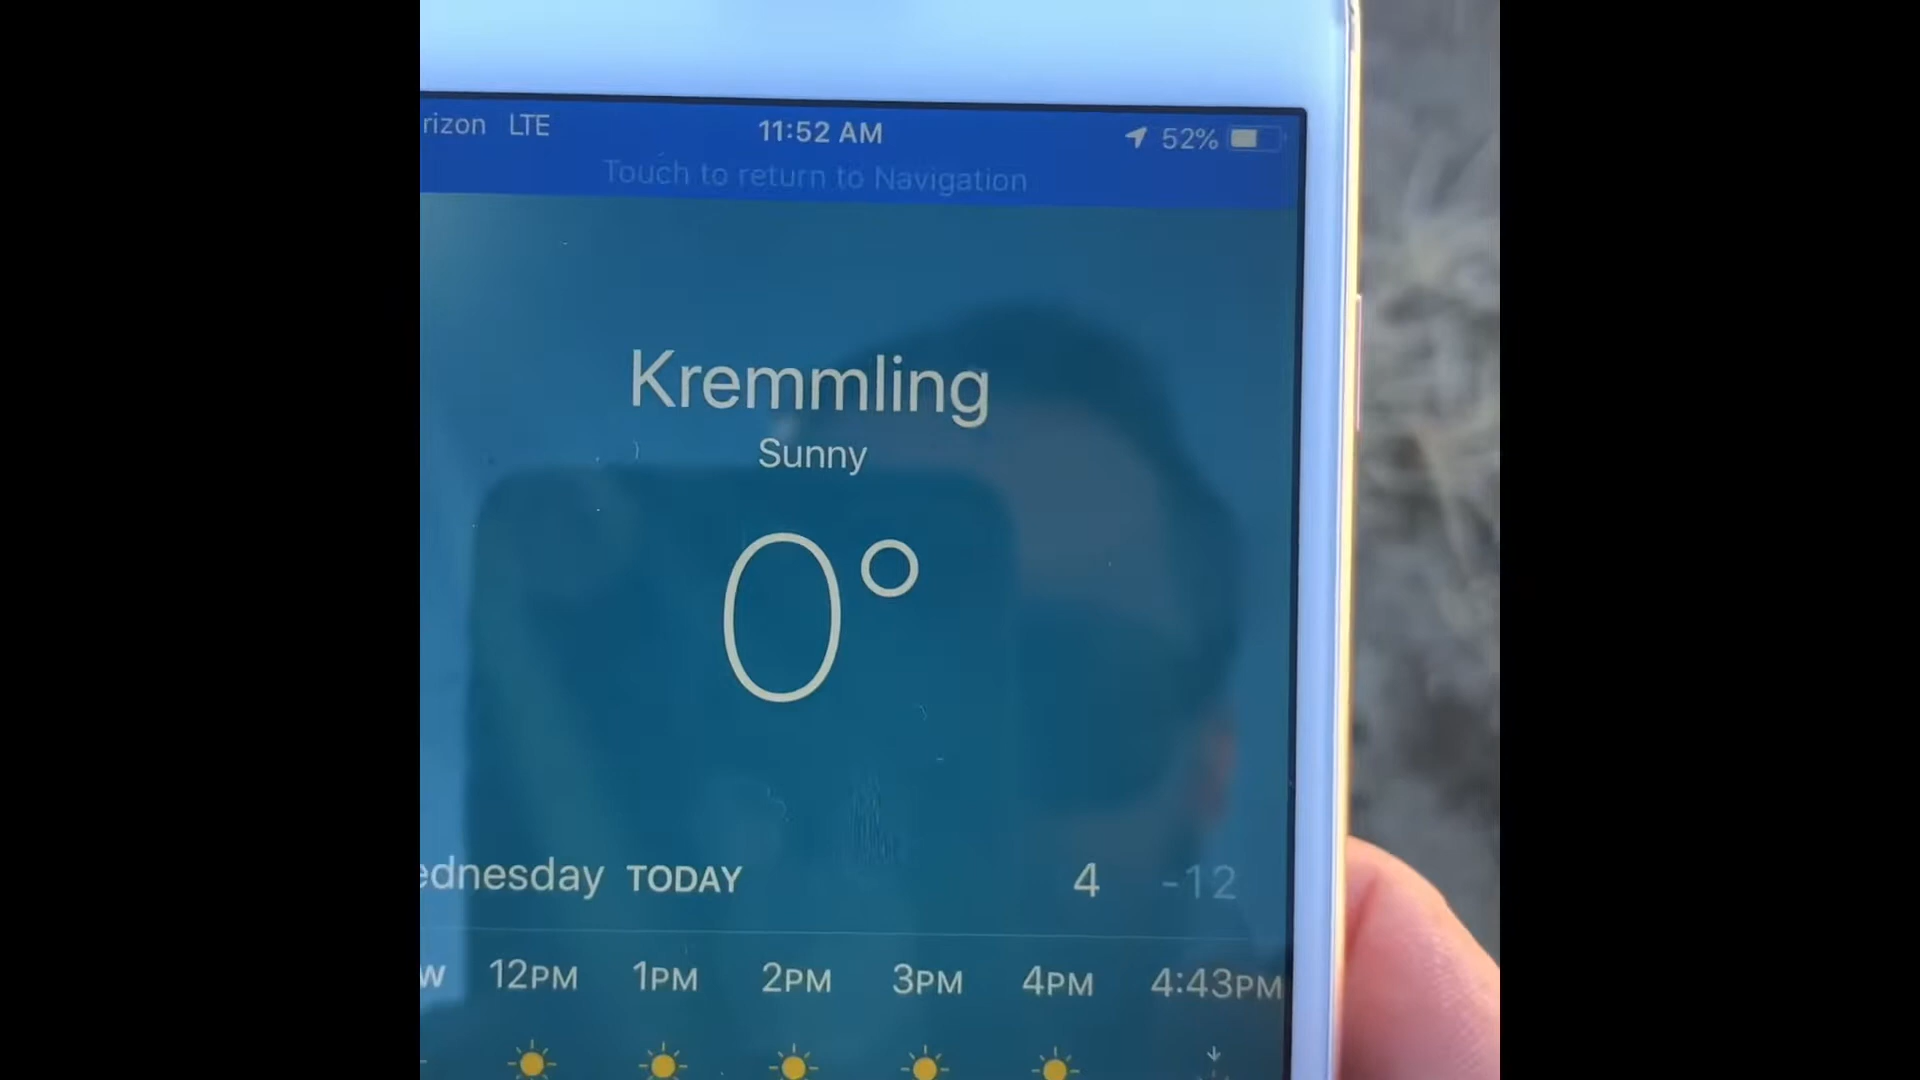 rizon LTE 11:52 AM 52%
Touch to return to Navigation
Kremmling
Sunny
0°
ednesday TODAY 4 -12
w 12PM 1PM 2PM 3PM 4PM 4:43PM